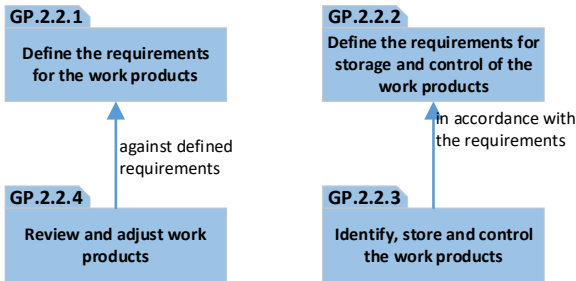 GP.2.2.1
Define the requirements
for the work products
GP.2.2.2
Define the requirements for
storage and control of the
work products
against defined
requirements
in accordance with
the requirements
GP.2.2.4
Review and adjust work
products
GP.2.2.3
Identify, store and control
the work products